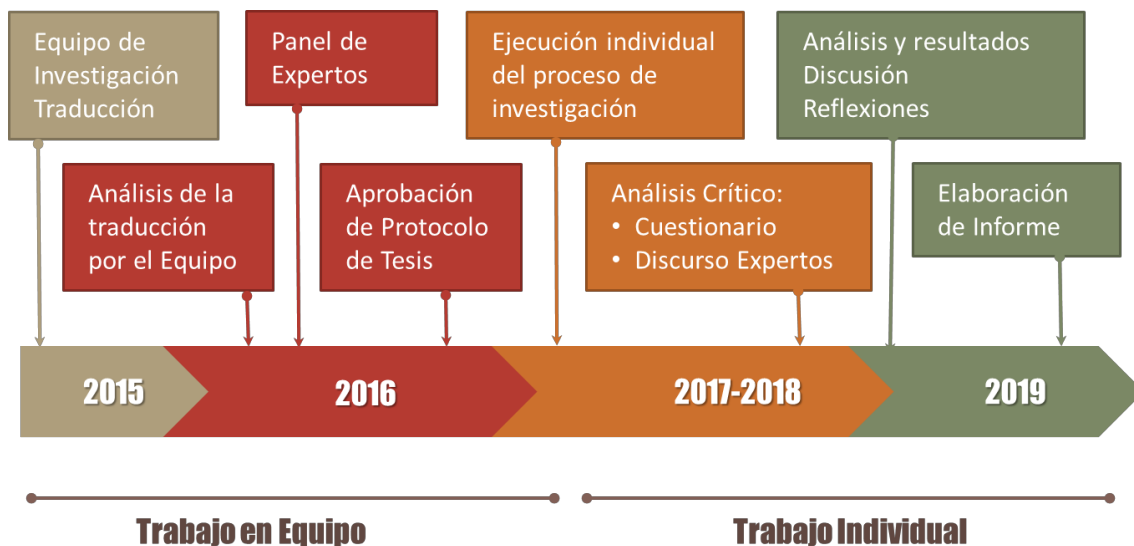 Equipo de
Investigación
Traducción
Panel de
Expertos
Ejecución individual
del proceso de
investigación
Análisis y resultados
Discusión
Reflexiones
Análisis de la
traducción
por el Equipo
Aprobación
de Protocolo
de Tesis
Análisis Crítico:
• Cuestionario
• Discurso Expertos
Elaboración
de Informe
2015
2016
2017-2018
2019
Trabajo en Equipo
Trabajo Individual